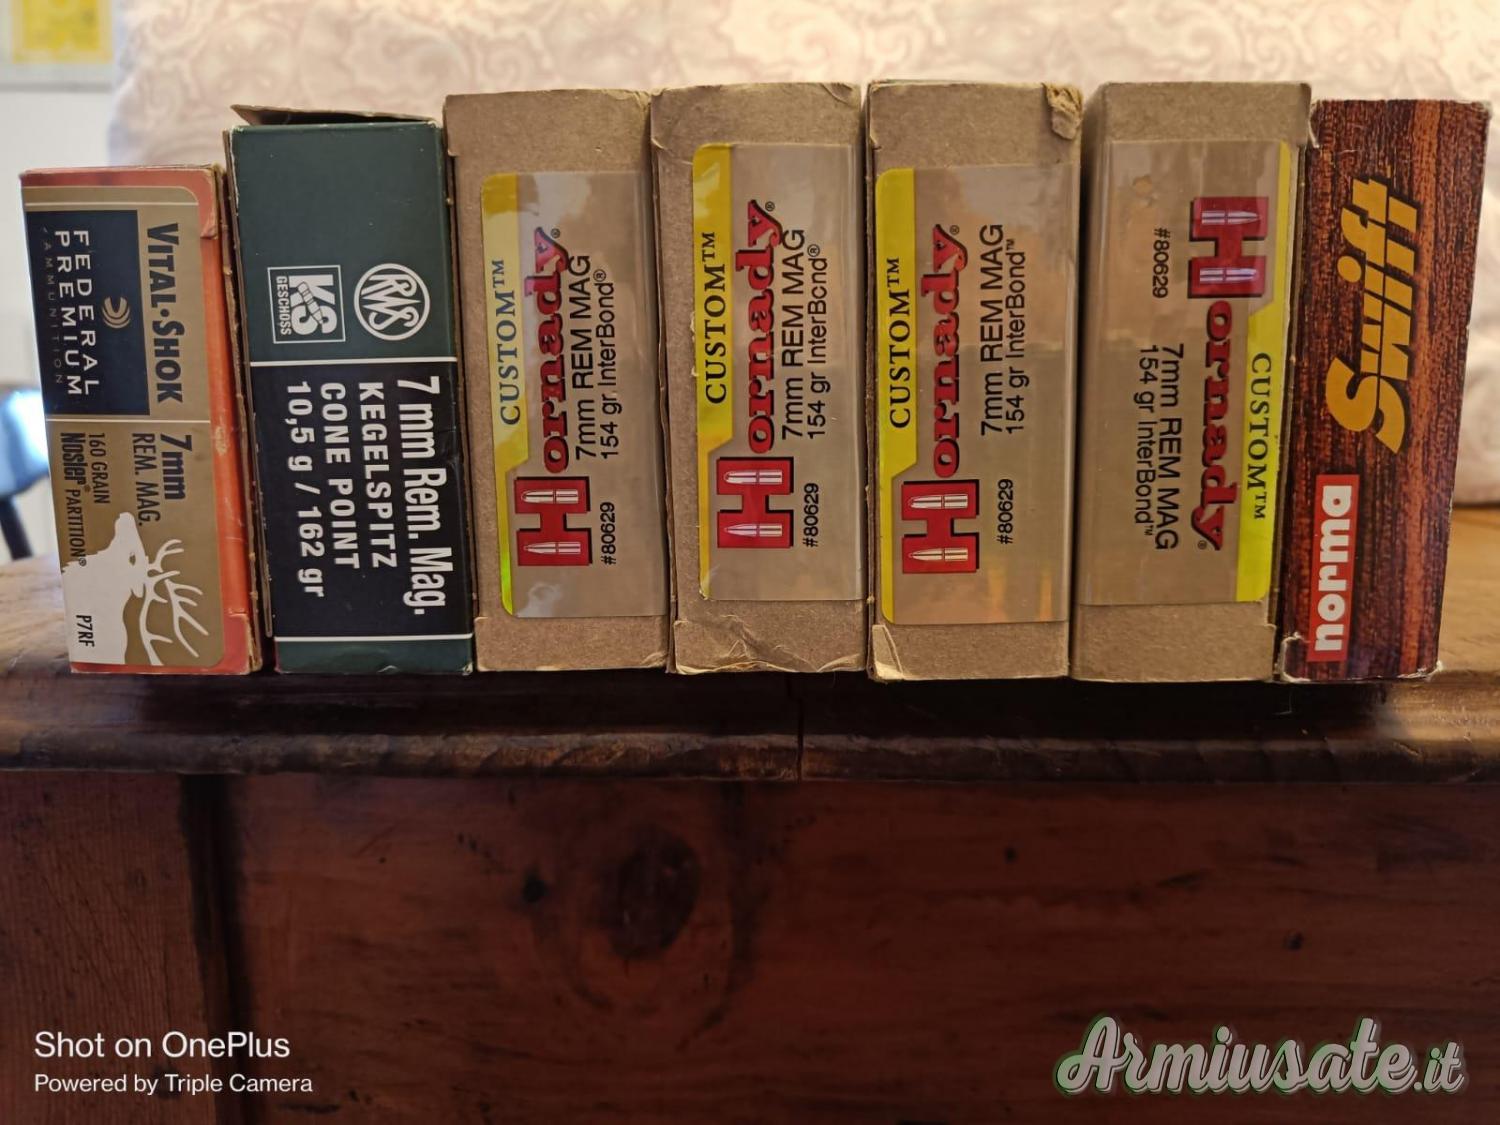 VITAL•SHOK
FEDERAL
PREMIUM
AMMUNITION
7mm
REM. MAG.
160 GRAIN
Nosler® PARTITION®
P7RF
RWS
KS
GESCHOSS
7 mm Rem. Mag.
KEGELSPITZ
CONE POINT
10,5 g / 162 gr
CUSTOM™
Hornady®
7mm REM MAG
154 gr InterBond®
#80629
CUSTOM™
Hornady®
7mm REM MAG
154 gr InterBond®
#80629
CUSTOM™
Hornady®
7mm REM MAG
154 gr InterBond™
#80629
CUSTOM™
Hornady®
7mm REM MAG
154 gr InterBond™
#80629
Swift
norma
Shot on OnePlus
Powered by Triple Camera
Armiusate.it